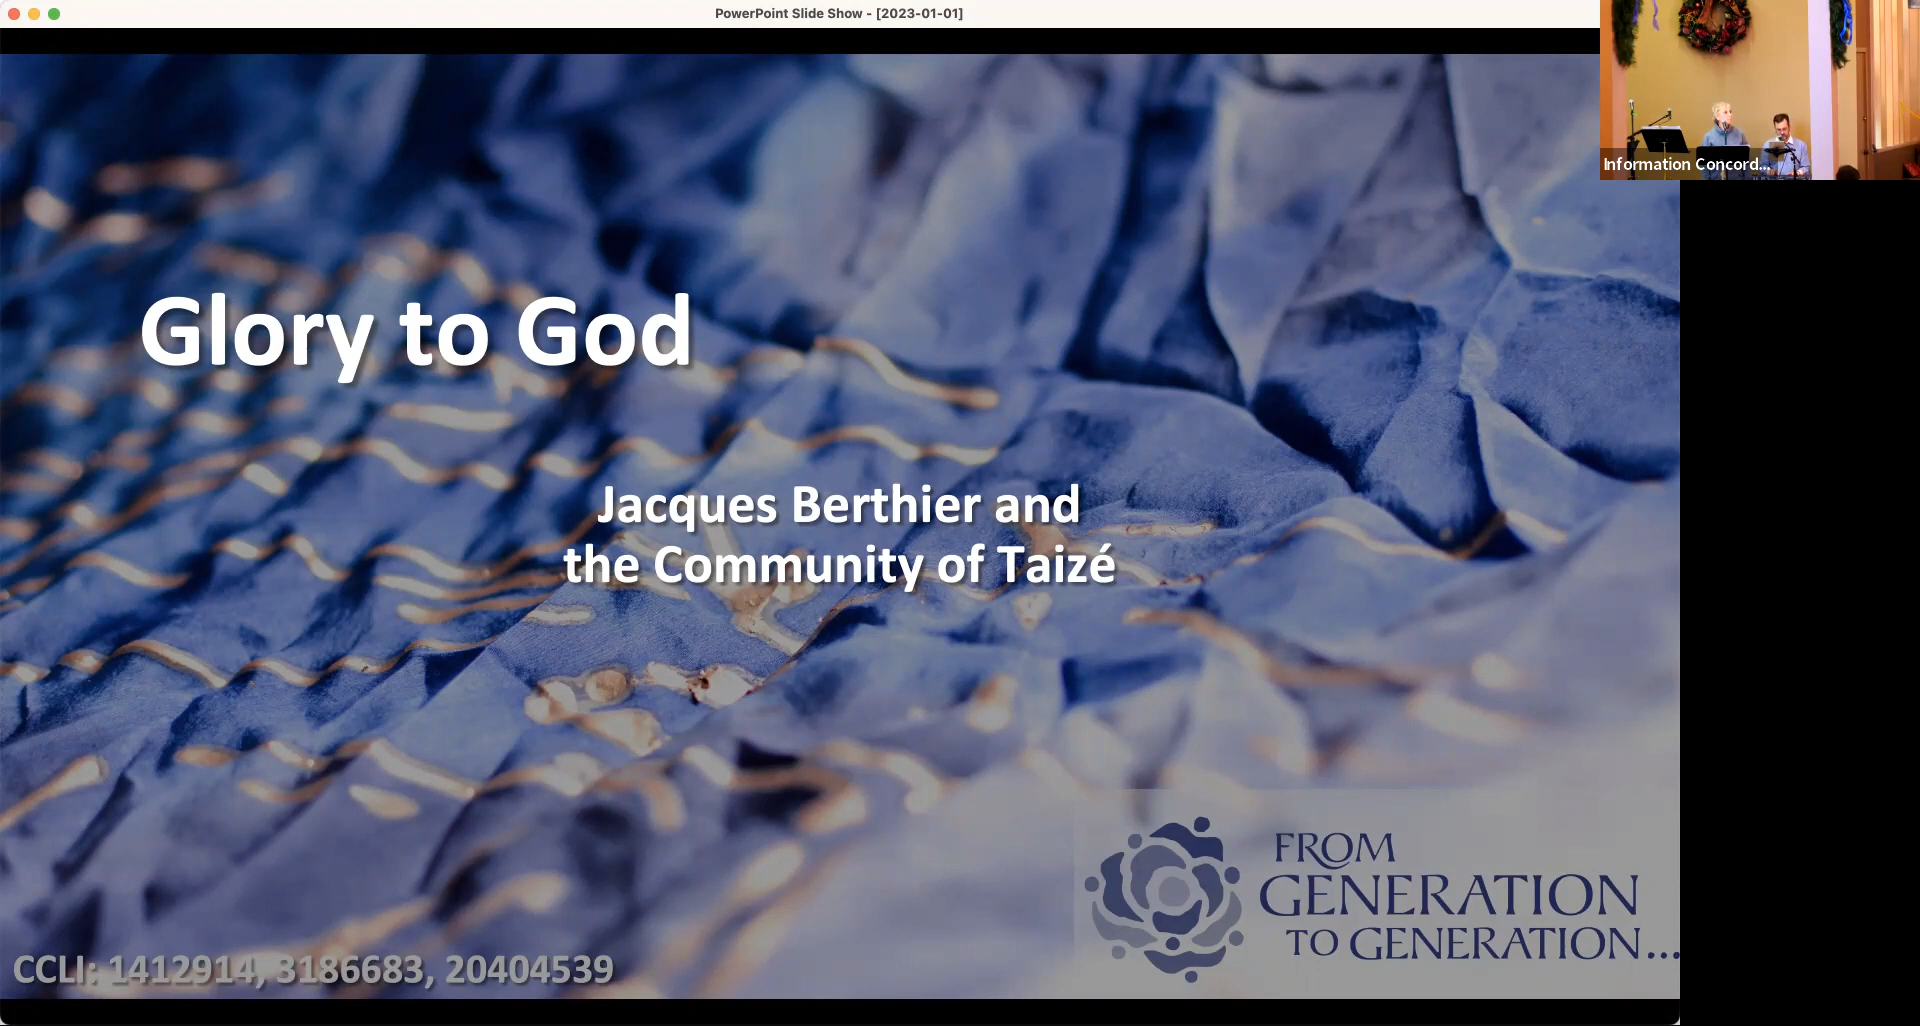 PowerPoint Slide Show - [2023-01-01]
Information Concord...
Glory to God
Jacques Berthier and
the Community of Taizé
FROM
GENERATION
TO GENERATION...
CCLI: 1412914, 3186683, 20404539